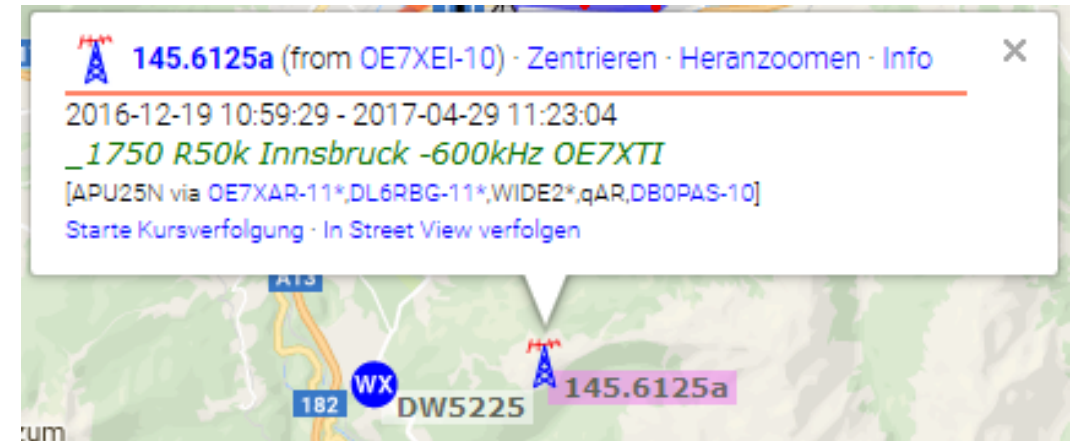 145.6125a (from OE7XEI-10) · Zentrieren · Heranzoomen · Info ×
2016-12-19 10:59:29 - 2017-04-29 11:23:04
_1750 R50k Innsbruck -600kHz OE7XTI
[APU25N via OE7XAR-11*,DL6RBG-11*,WIDE2*,qAR,DB0PAS-10]
Starte Kursverfolgung · In Street View verfolgen
A13
WX
145.6125a
182
DW5225
zum